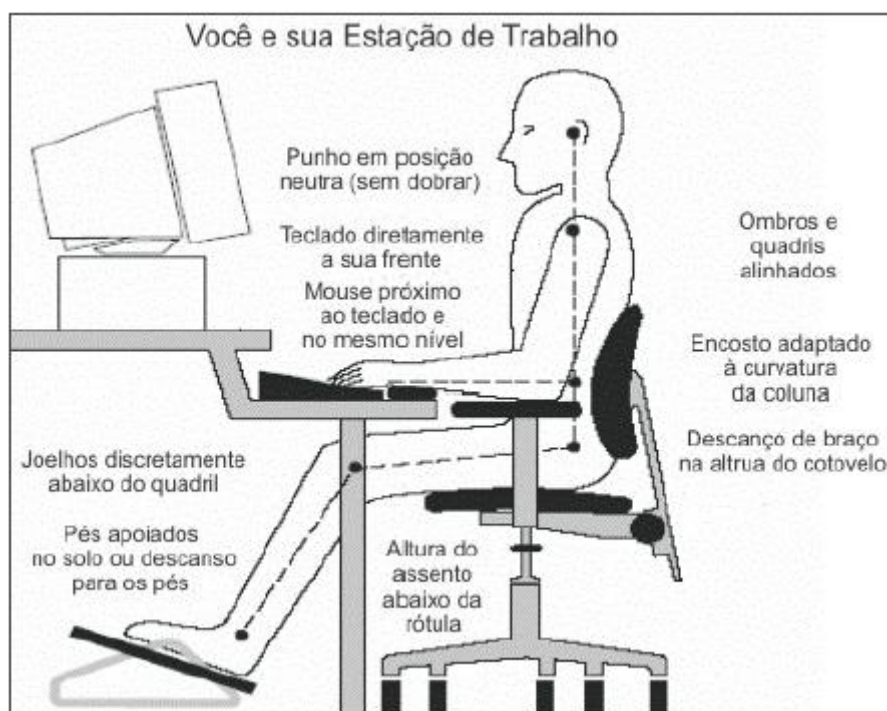 Você e sua Estação de Trabalho
Punho em posição
neutra (sem dobrar)
Teclado diretamente
a sua frente
Mouse próximo
ao teclado e
no mesmo nível
Ombros e
quadris
alinhados
Encosto adaptado
à curvatura
da coluna
Descanço de braço
na altrua do cotovelo
Joelhos discretamente
abaixo do quadril
Pés apoiados
no solo ou descanso
para os pés
Altura do
assento
abaixo da
rótula